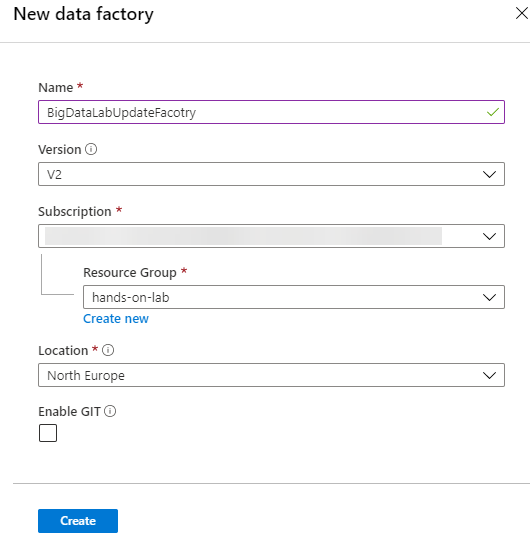 New data factory
Name *
BigDataLabUpdateFacotry
Version
V2
Subscription *
Resource Group *
hands-on-lab
Create new
Location *
North Europe
Enable GIT
Create